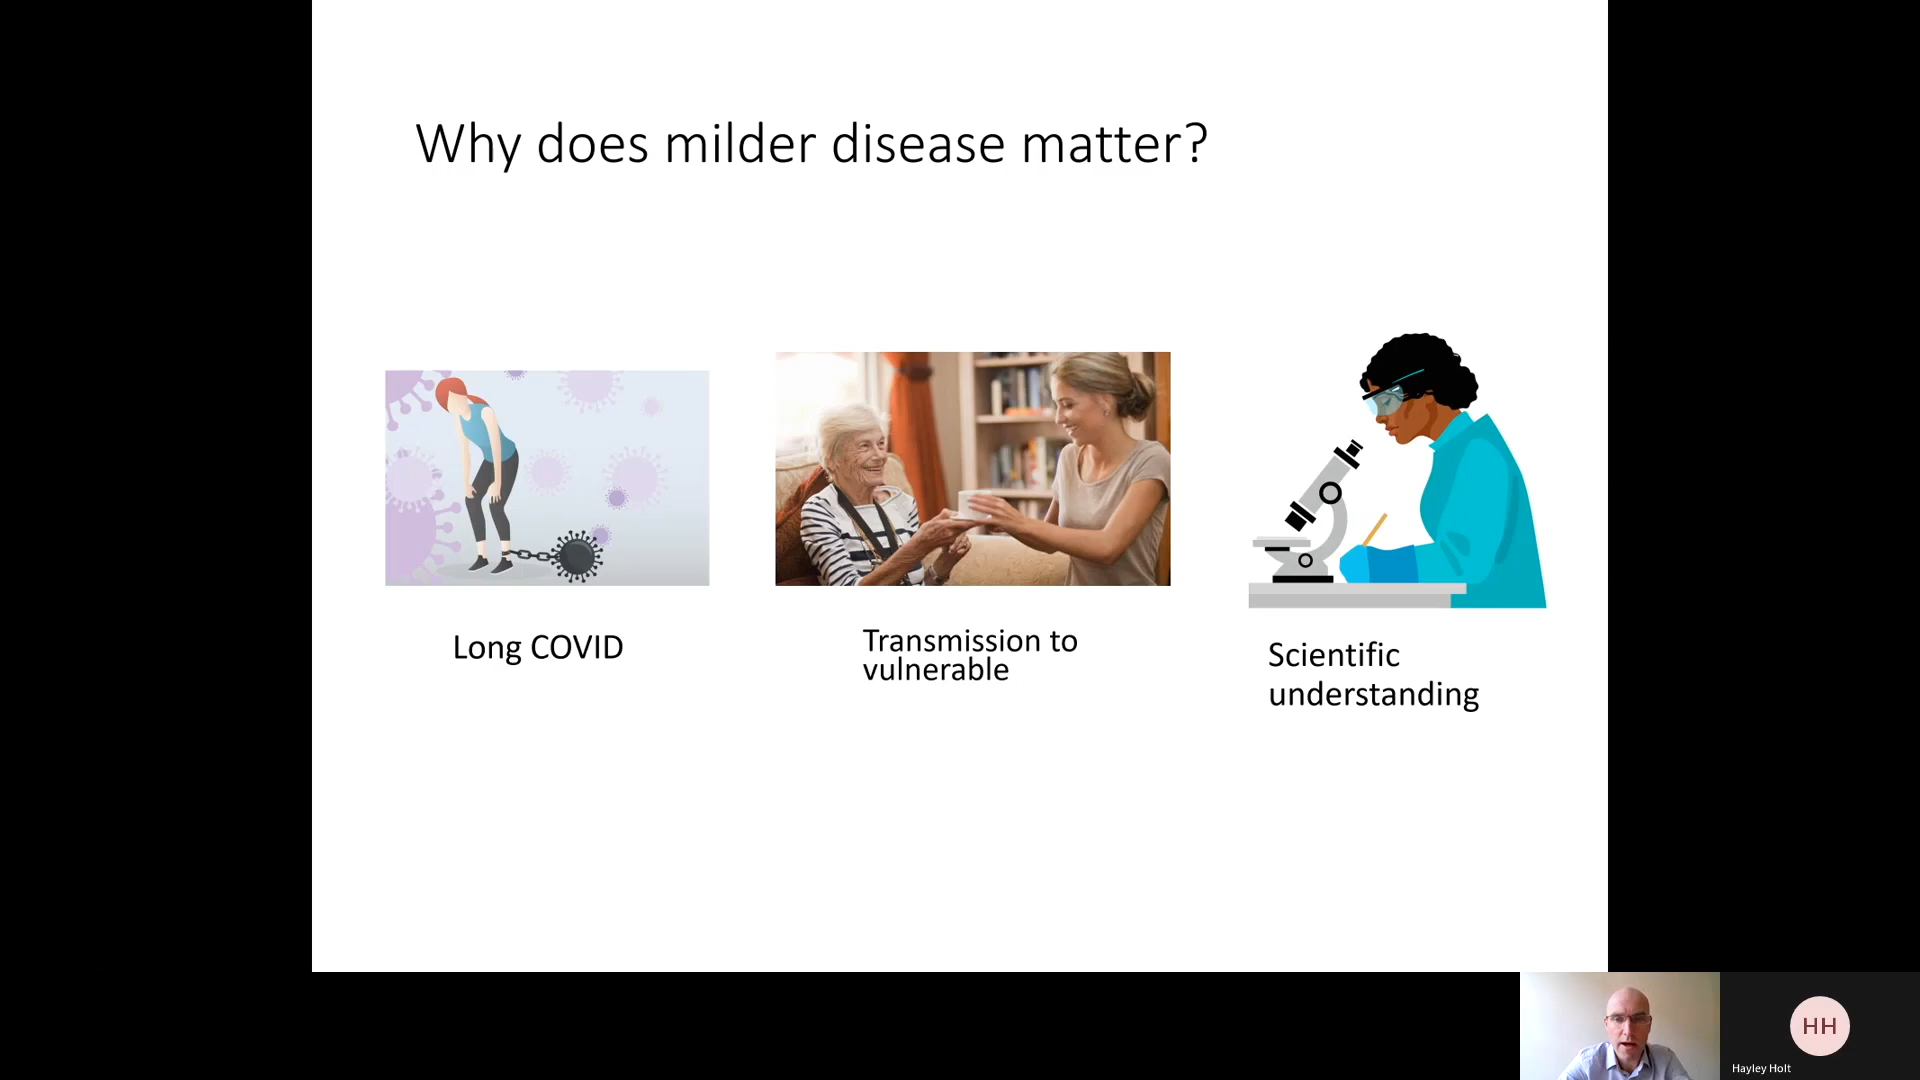 Why does milder disease matter?
Long COVID
Transmission to
vulnerable
Scientific
understanding
HH
Hayley Holt